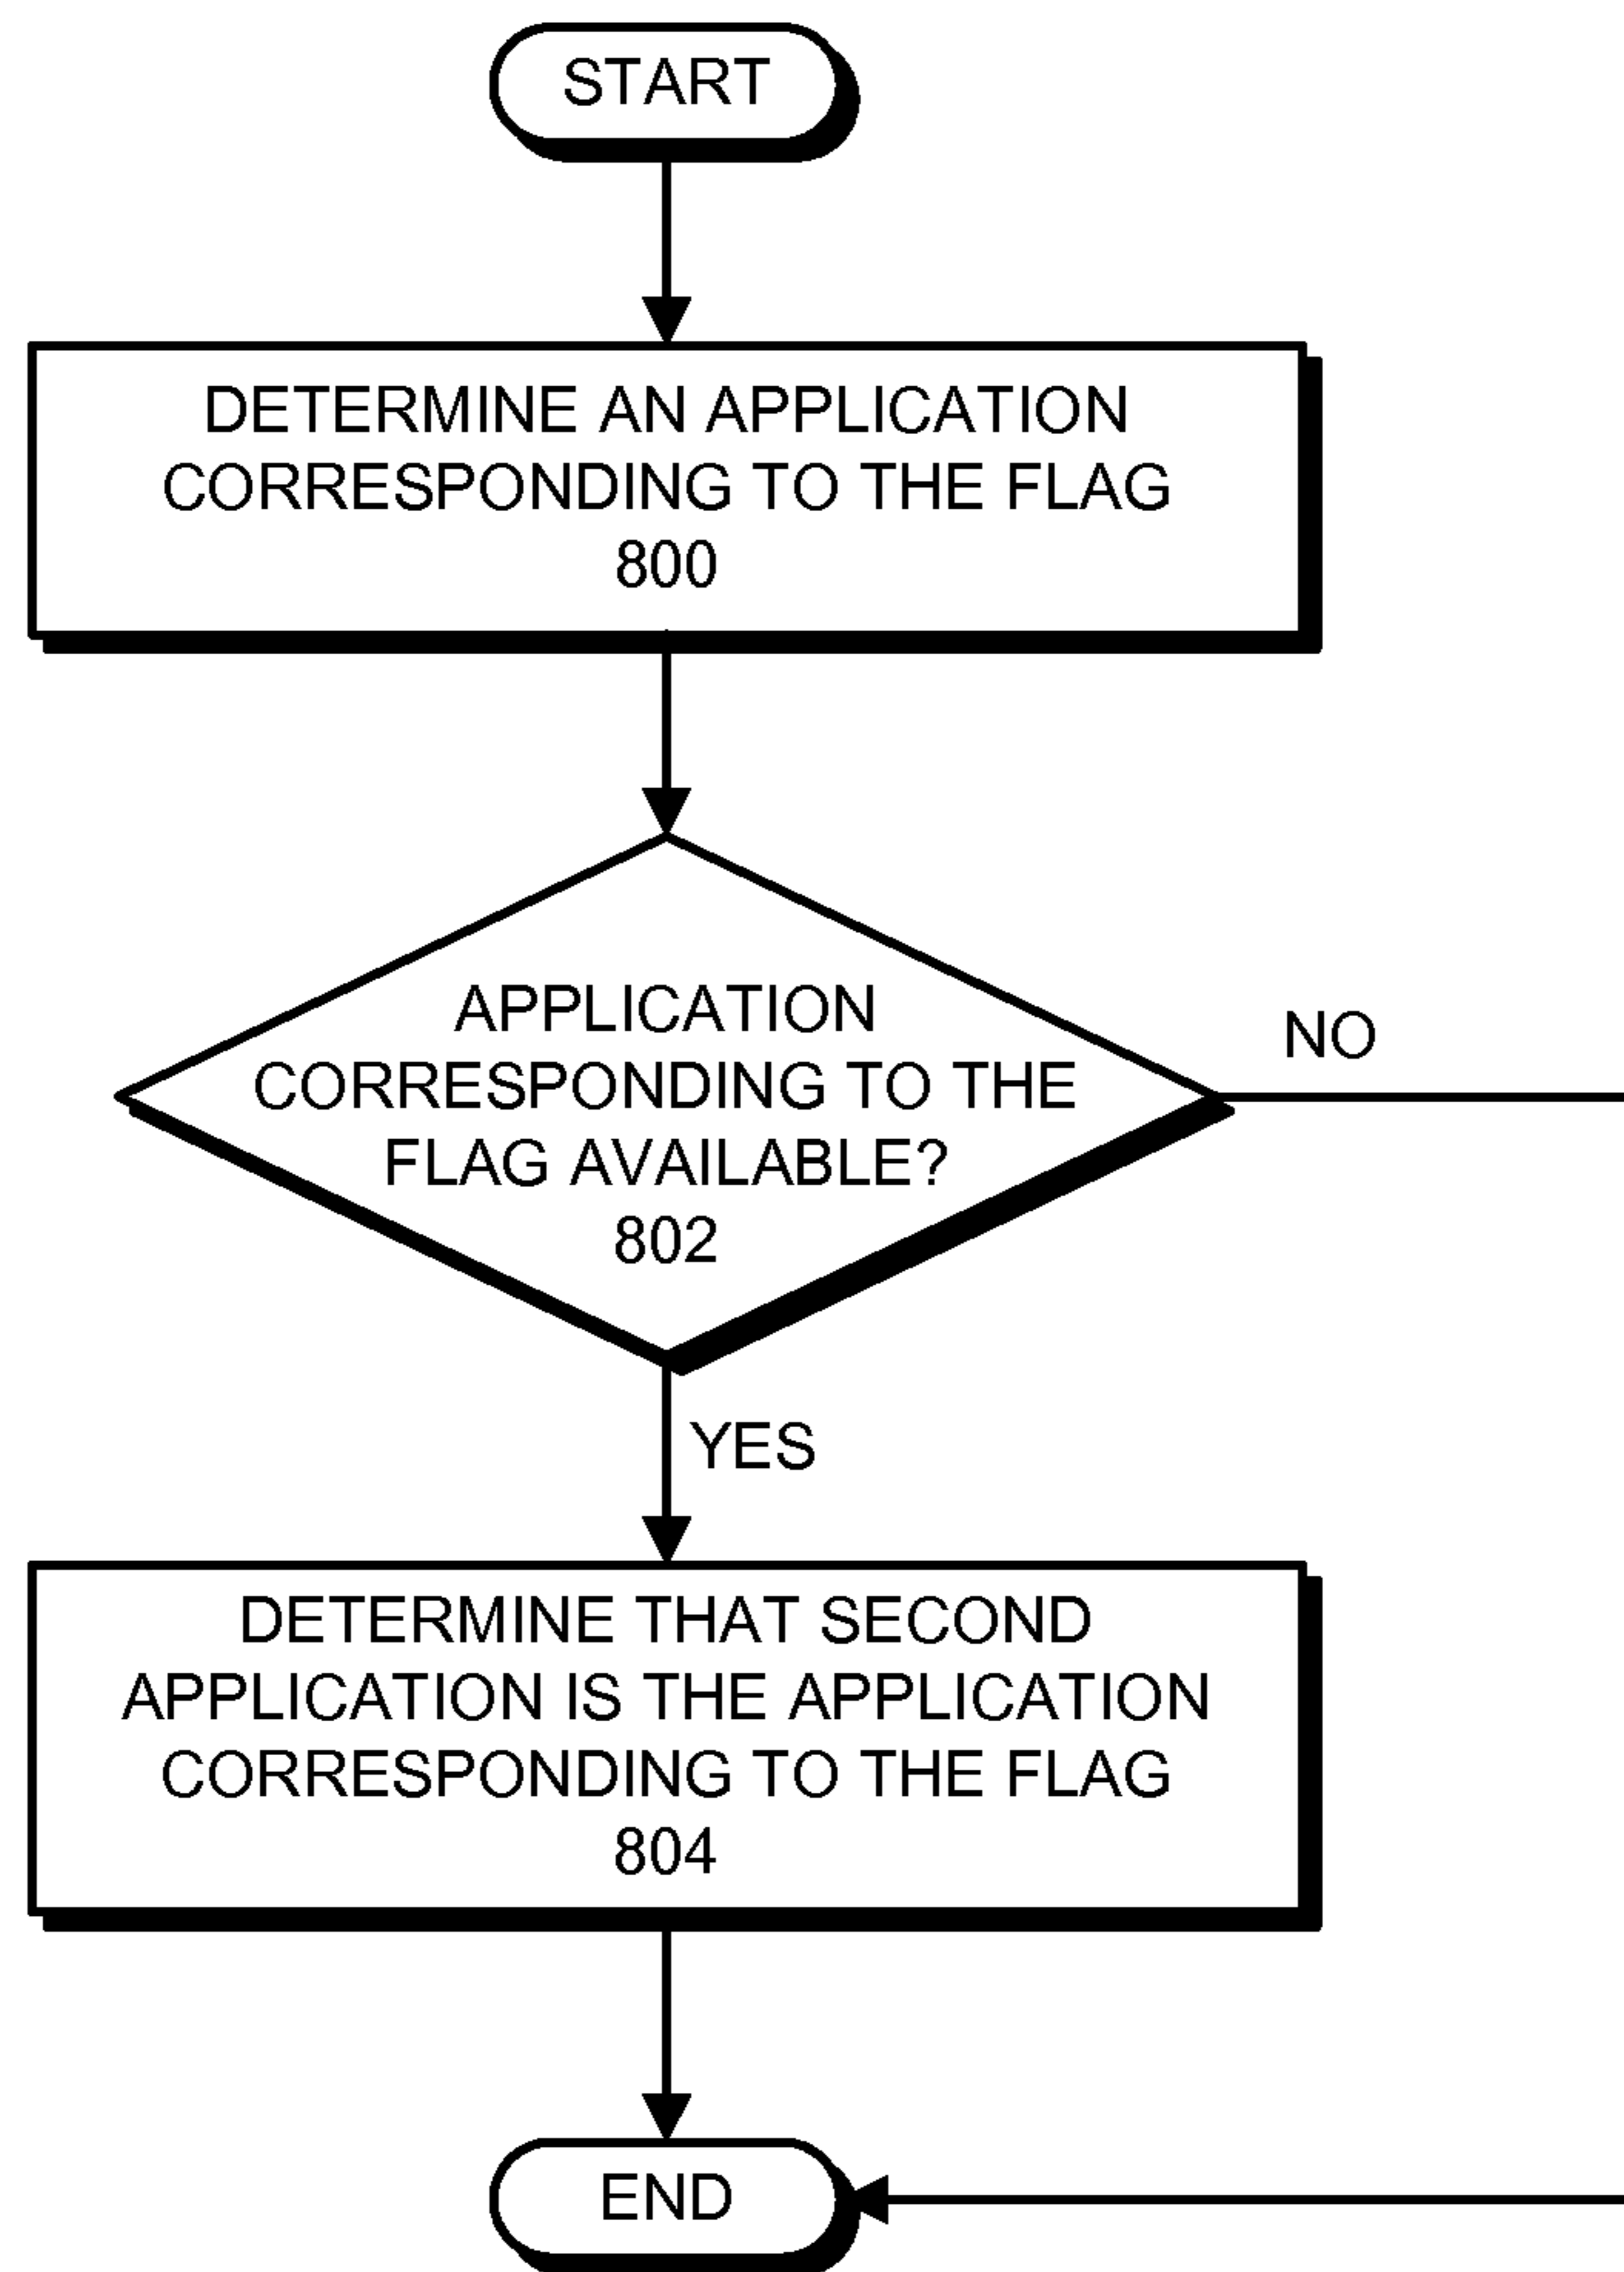 START
DETERMINE AN APPLICATION
CORRESPONDING TO THE FLAG
800
APPLICATION
CORRESPONDING TO THE
FLAG AVAILABLE?
802
NO
YES
DETERMINE THAT SECOND
APPLICATION IS THE APPLICATION
CORRESPONDING TO THE FLAG
804
END